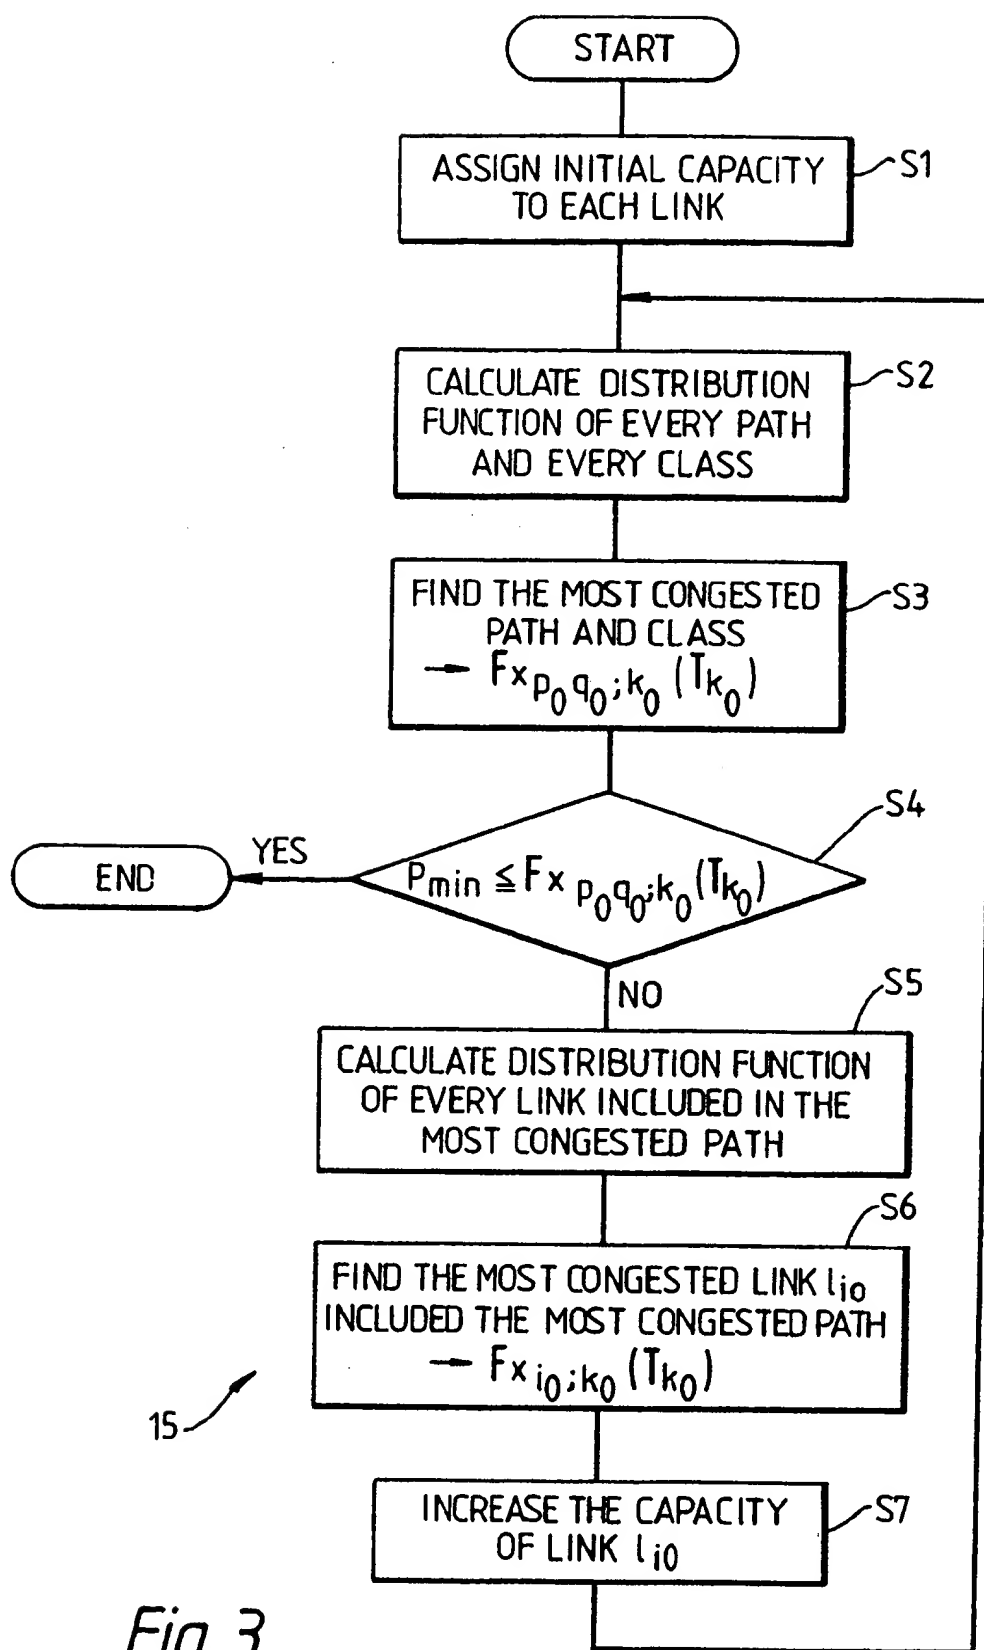 START
ASSIGN INITIAL CAPACITY
TO EACH LINK
S1
CALCULATE DISTRIBUTION
FUNCTION OF EVERY PATH
AND EVERY CLASS
S2
FIND THE MOST CONGESTED
PATH AND CLASS
→ Fx p₀q₀;k₀ (Tk₀)
S3
S4
END
YES
Pmin ≦ Fx p₀q₀;k₀ (Tk₀)
NO
S5
CALCULATE DISTRIBUTION FUNCTION
OF EVERY LINK INCLUDED IN THE
MOST CONGESTED PATH
S6
FIND THE MOST CONGESTED LINK lio
INCLUDED THE MOST CONGESTED PATH
→ Fx i₀;k₀ (Tk₀)
15
INCREASE THE CAPACITY
OF LINK li0
S7
Fig 3